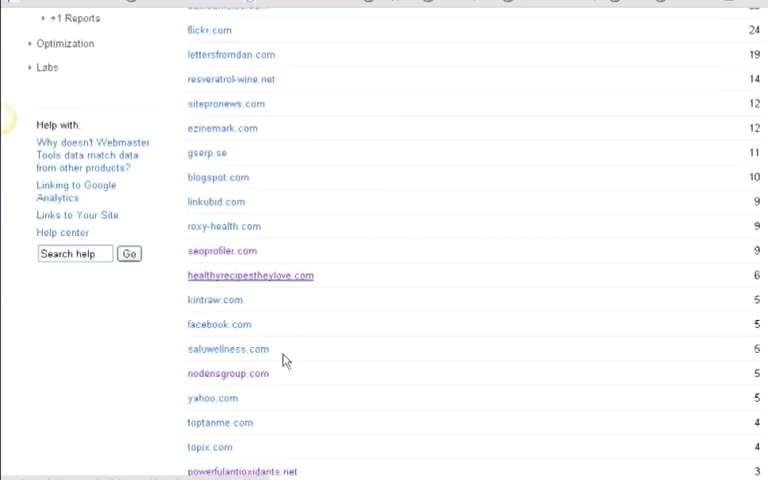 +1 Reports
Optimization
Labs
Help with:
Why doesn't Webmaster
Tools data match data
from other products?
Linking to Google
Analytics
Links to Your Site
Help center
Search help Go
flickr.com 24
lettersfromdan.com 19
resveratrol-wine.net 14
sitepronews.com 12
ezinemark.com 12
gserp.se 11
blogspot.com 10
linkubid.com 9
roxy-health.com 9
seoprofiler.com 9
healthyrecipestheylove.com 6
kintraw.com 5
facebook.com 5
saluwellness.com 5
nodensgroup.com 5
yahoo.com 5
toptanme.com 4
topix.com 4
powerfulantioxidants.net 3